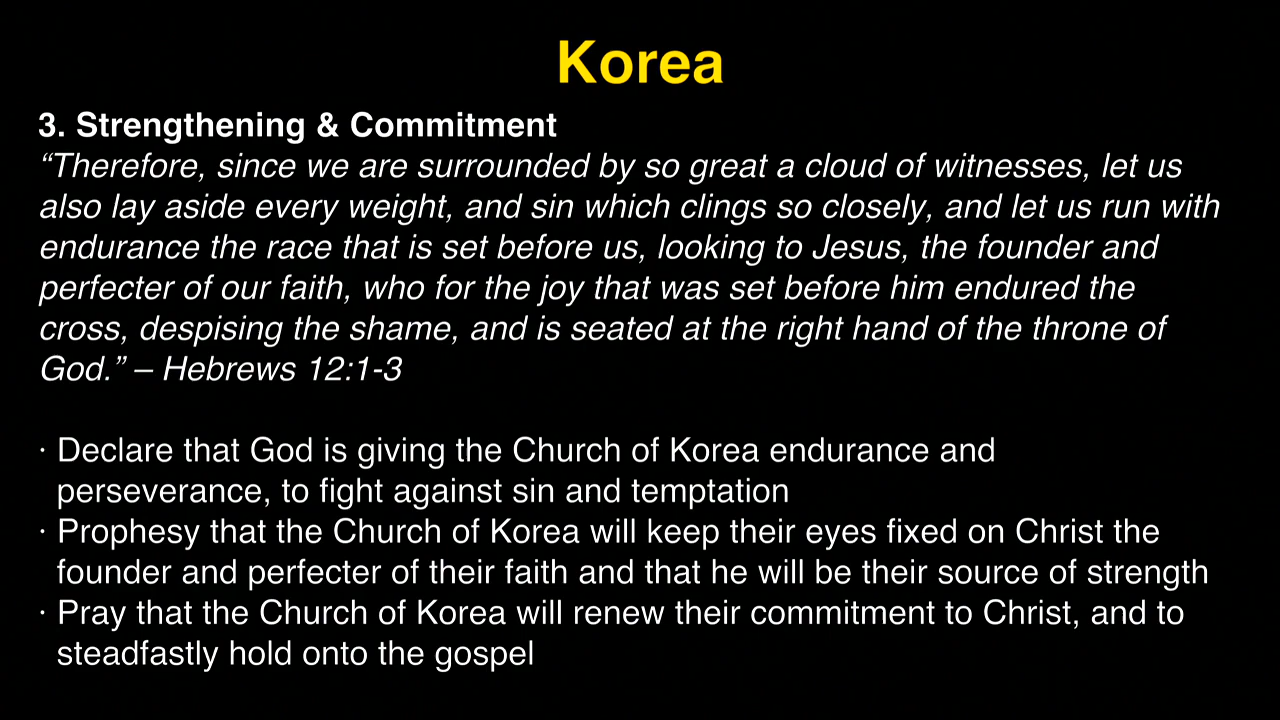 Korea
3. Strengthening & Commitment
“Therefore, since we are surrounded by so great a cloud of witnesses, let us
also lay aside every weight, and sin which clings so closely, and let us run with
endurance the race that is set before us, looking to Jesus, the founder and
perfecter of our faith, who for the joy that was set before him endured the
cross, despising the shame, and is seated at the right hand of the throne of
God.” – Hebrews 12:1-3
· Declare that God is giving the Church of Korea endurance and
perseverance, to fight against sin and temptation
· Prophesy that the Church of Korea will keep their eyes fixed on Christ the
founder and perfecter of their faith and that he will be their source of strength
· Pray that the Church of Korea will renew their commitment to Christ, and to
steadfastly hold onto the gospel